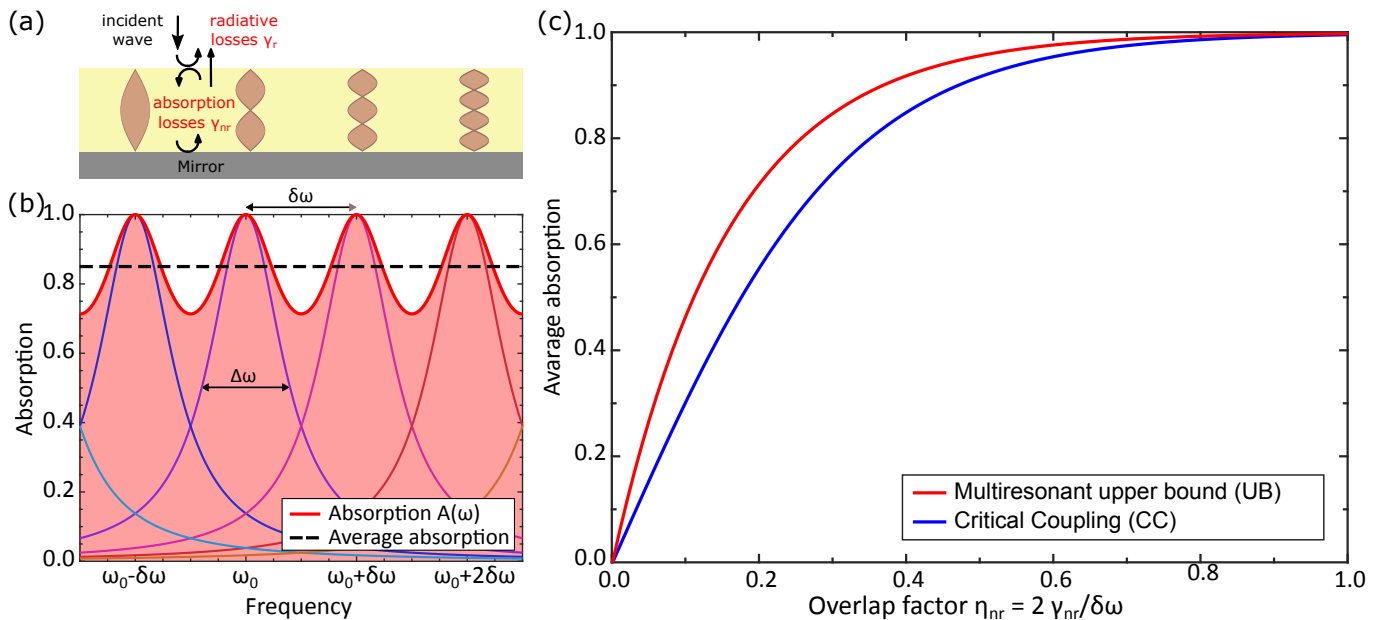 (a)
incident
wave
radiative
losses γr
absorption
losses γnr
Mirror
(b)
δω
1.0
0.8
0.6
0.4
0.2
0.0
Absorption
Δω
Absorption A(ω)
Average absorption
ω0-δω ω0 ω0+δω ω0+2δω
Frequency
(c)
1.0
0.8
0.6
0.4
0.2
0.0
Avarage absorption
Multiresonant upper bound (UB)
Critical Coupling (CC)
0.0 0.2 0.4 0.6 0.8 1.0
Overlap factor ηnr = 2 γnr/δω